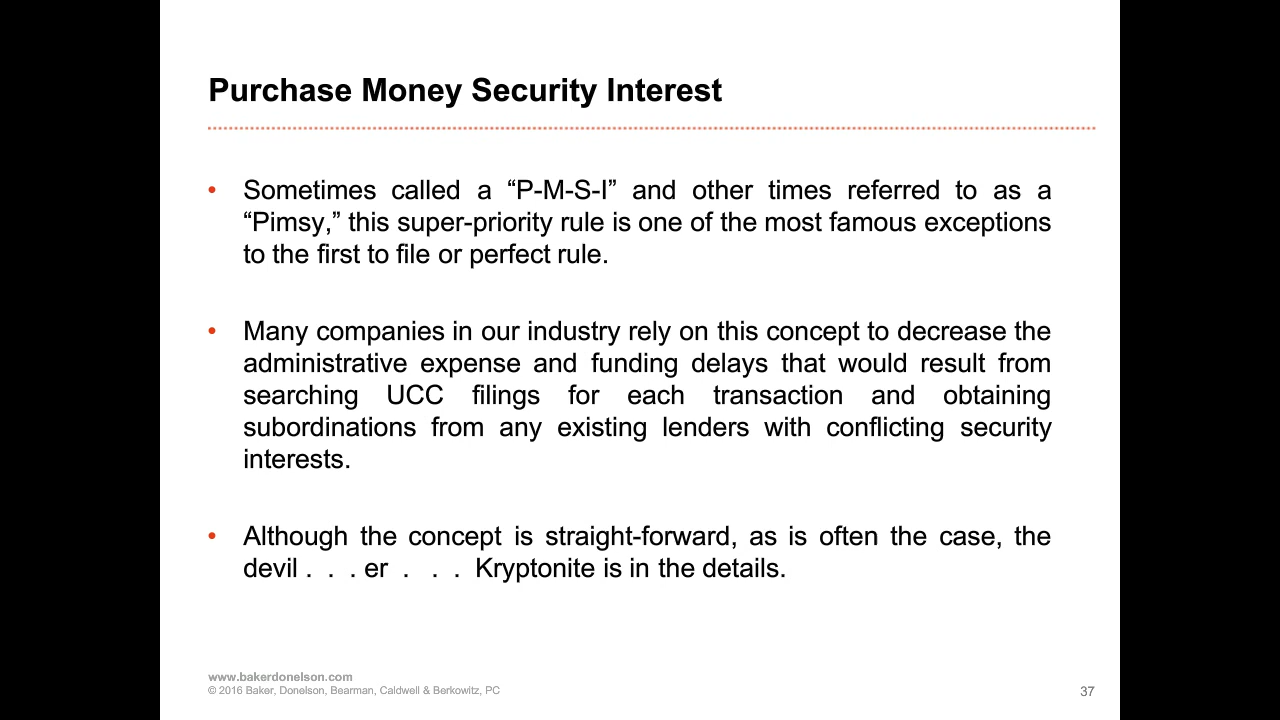 Purchase Money Security Interest
• Sometimes called a “P-M-S-I” and other times referred to as a
“Pimsy,” this super-priority rule is one of the most famous exceptions
to the first to file or perfect rule.
• Many companies in our industry rely on this concept to decrease the
administrative expense and funding delays that would result from
searching UCC filings for each transaction and obtaining
subordinations from any existing lenders with conflicting security
interests.
• Although the concept is straight-forward, as is often the case, the
devil . . . er . . . Kryptonite is in the details.
www.bakerdonelson.com
© 2016 Baker, Donelson, Bearman, Caldwell & Berkowitz, PC
37